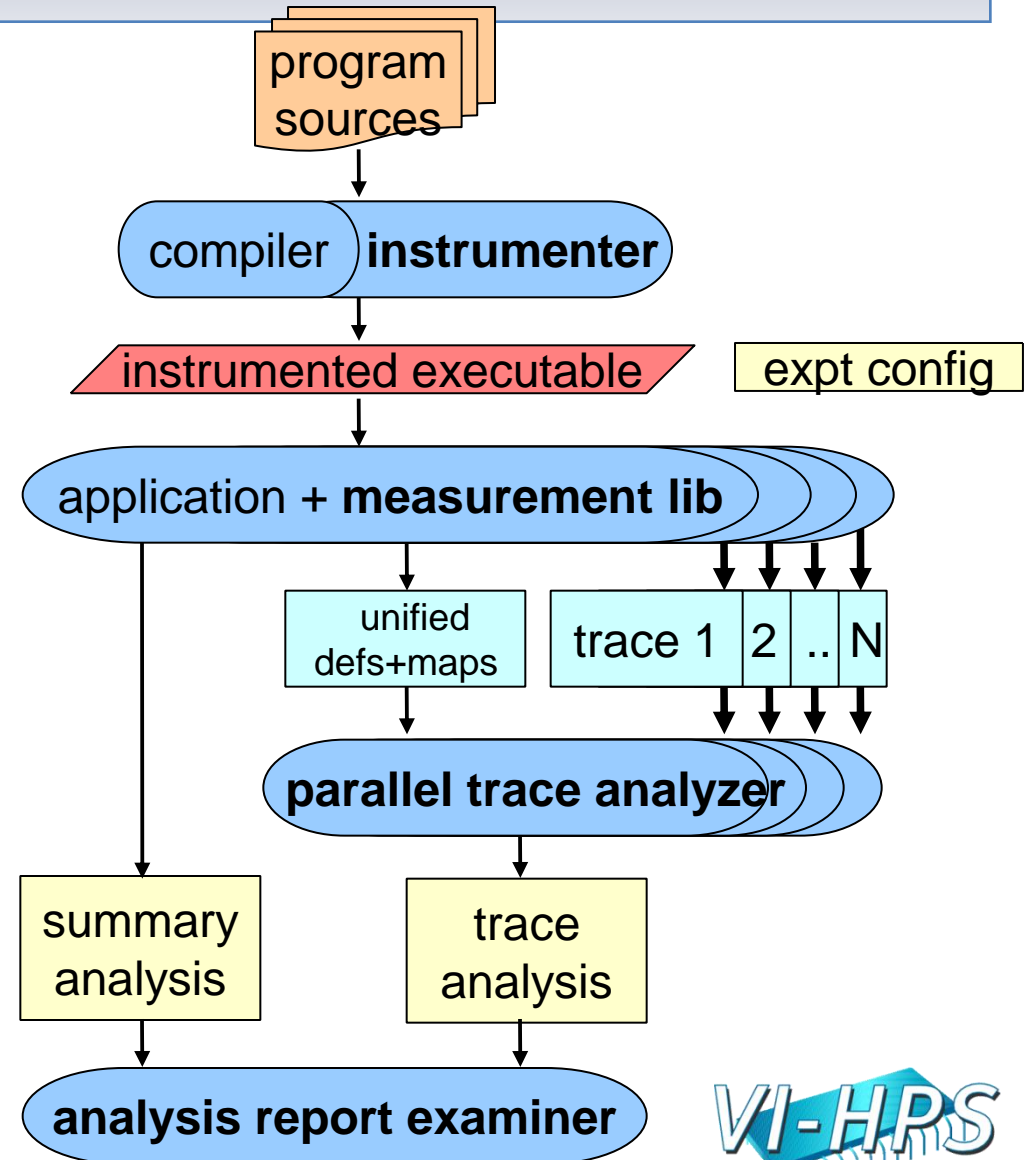 program
sources
compiler instrumenter
instrumented executable
expt config
application + measurement lib
unified
defs+maps
trace 1 2 .. N
parallel trace analyzer
summary
analysis
trace
analysis
analysis report examiner
VI-HPS